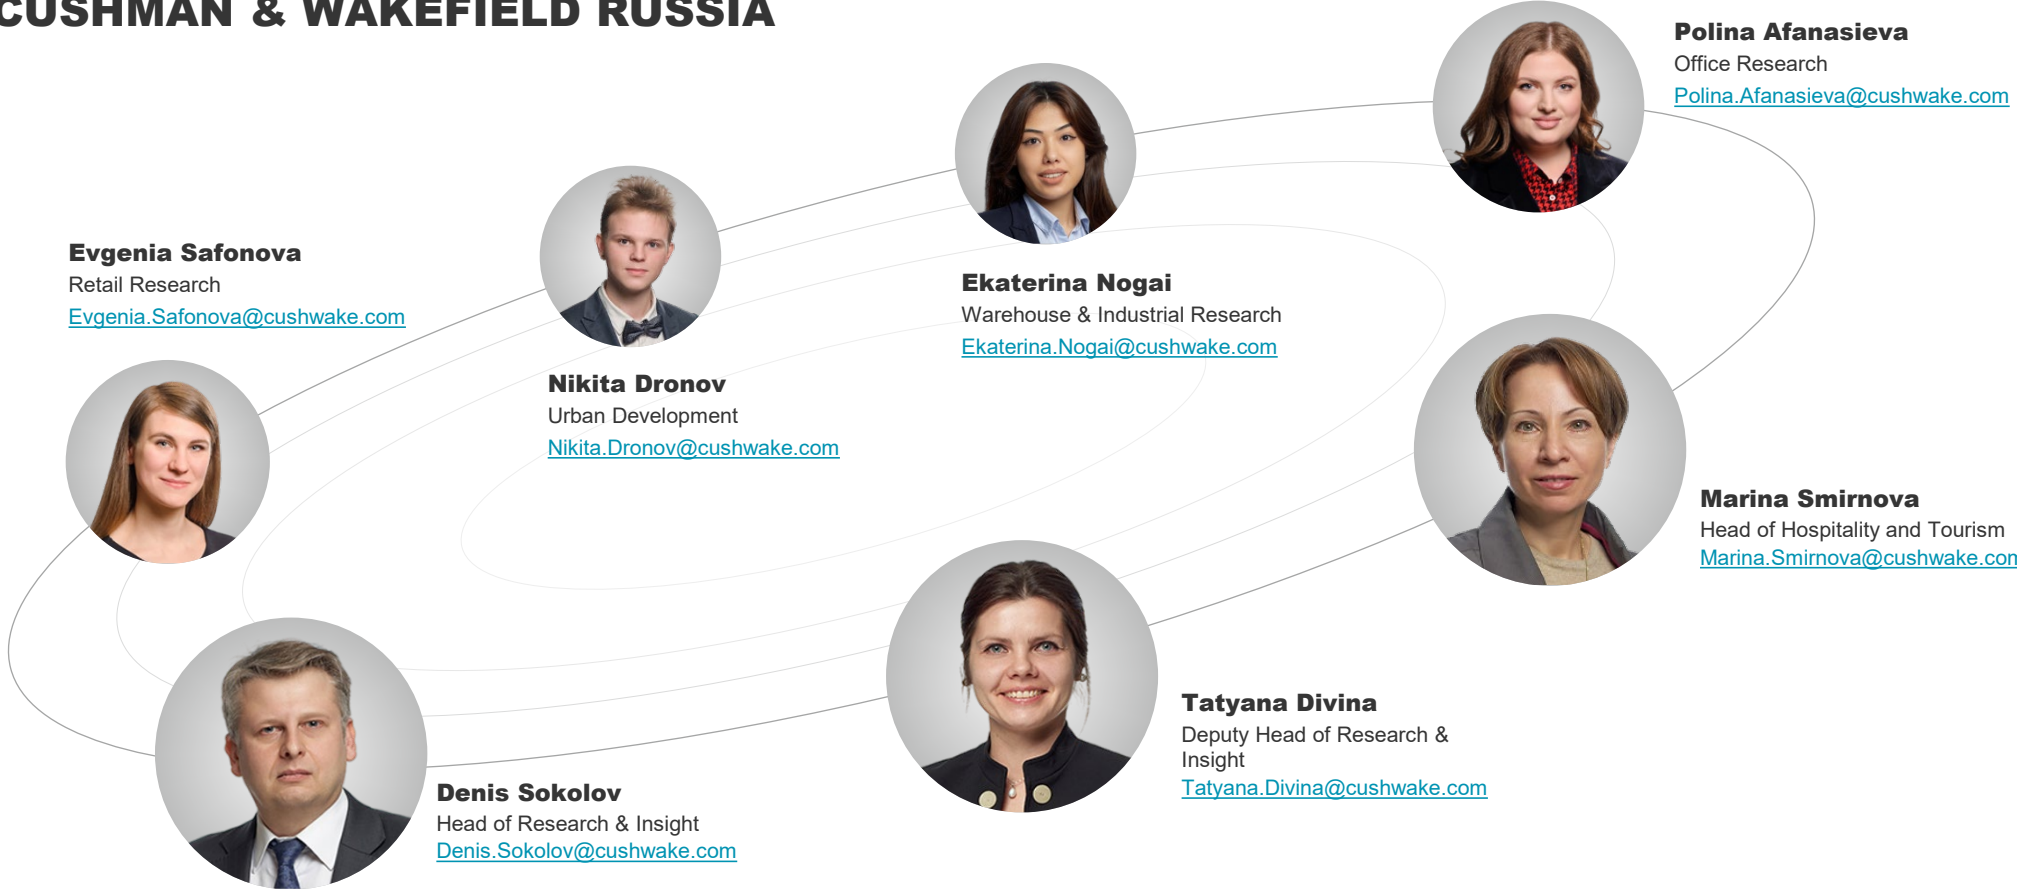 CUSHMAN & WAKEFIELD RUSSIA
Polina Afanasieva
Office Research
Polina.Afanasieva@cushwake.com
Evgenia Safonova
Retail Research
Evgenia.Safonova@cushwake.com
Ekaterina Nogai
Warehouse & Industrial Research
Ekaterina.Nogai@cushwake.com
Nikita Dronov
Urban Development
Nikita.Dronov@cushwake.com
Marina Smirnova
Head of Hospitality and Tourism
Marina.Smirnova@cushwake.com
Tatyana Divina
Deputy Head of Research &
Insight
Tatyana.Divina@cushwake.com
Denis Sokolov
Head of Research & Insight
Denis.Sokolov@cushwake.com